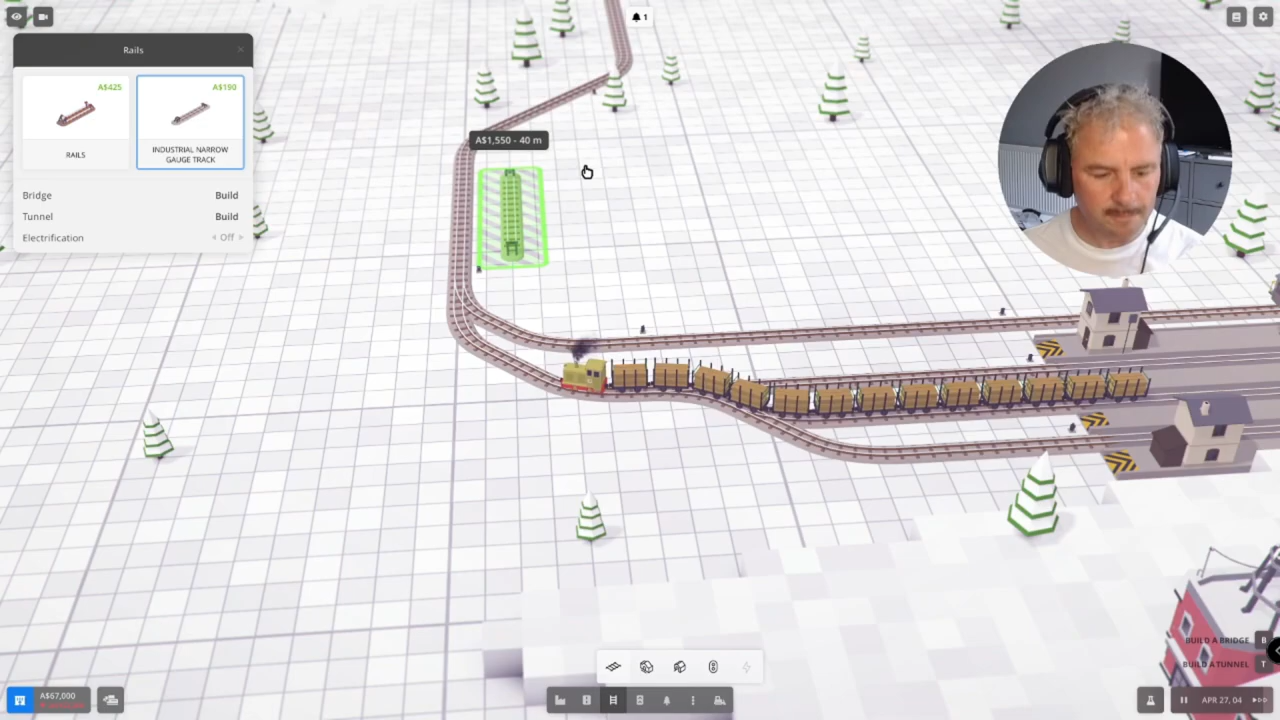 1
Rails
A$425
A$190
RAILS
INDUSTRIAL NARROW
GAUGE TRACK
Bridge
Build
Tunnel
Build
Electrification
Off
A$1,550 - 40 m
BUILD A BRIDGE
B
BUILD A TUNNEL
T
A$67,000
APR 27, 04